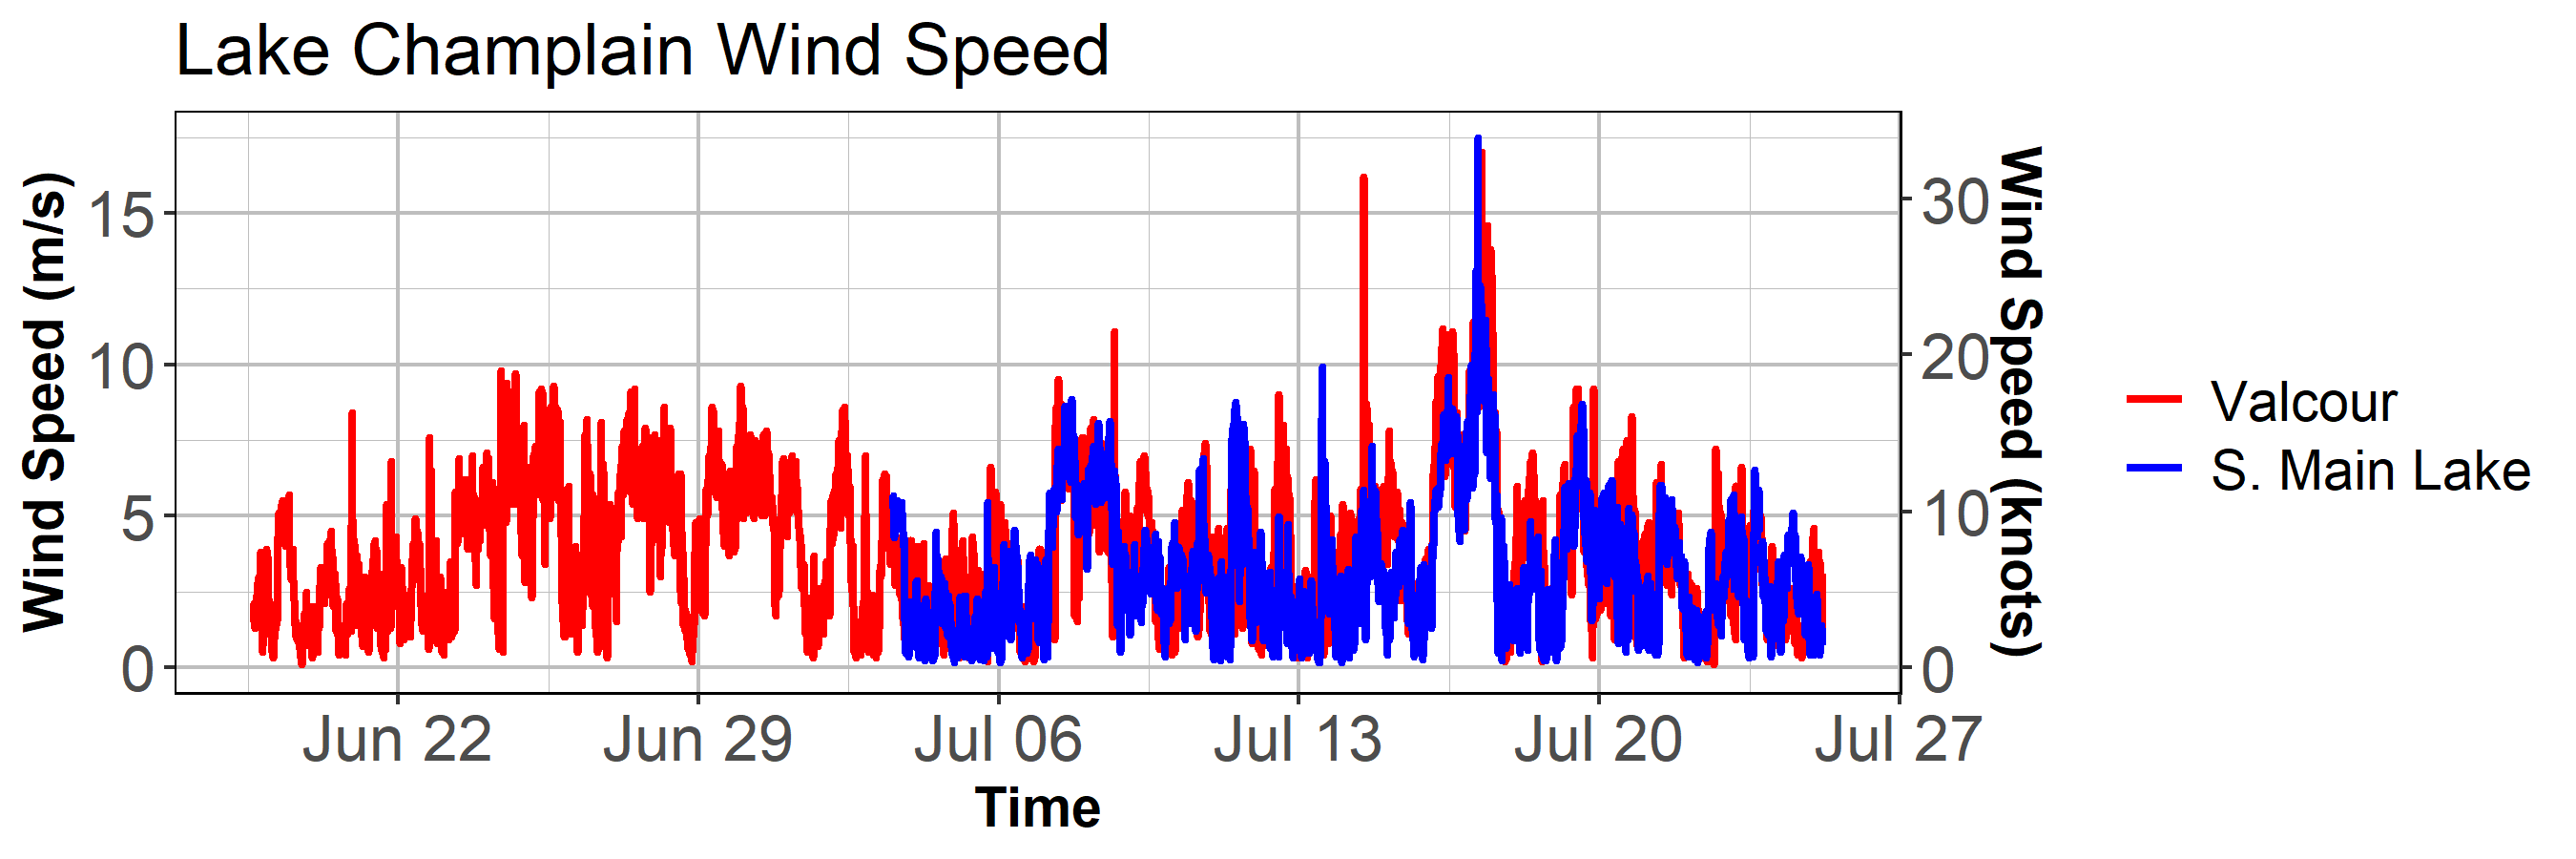 Lake Champlain Wind Speed
Wind Speed (m/s)
15
10
5
0
30
20
10
0
Wind Speed (knots)
Jun 22
Jun 29
Jul 06
Jul 13
Jul 20
Jul 27
Time
Valcour
S. Main Lake